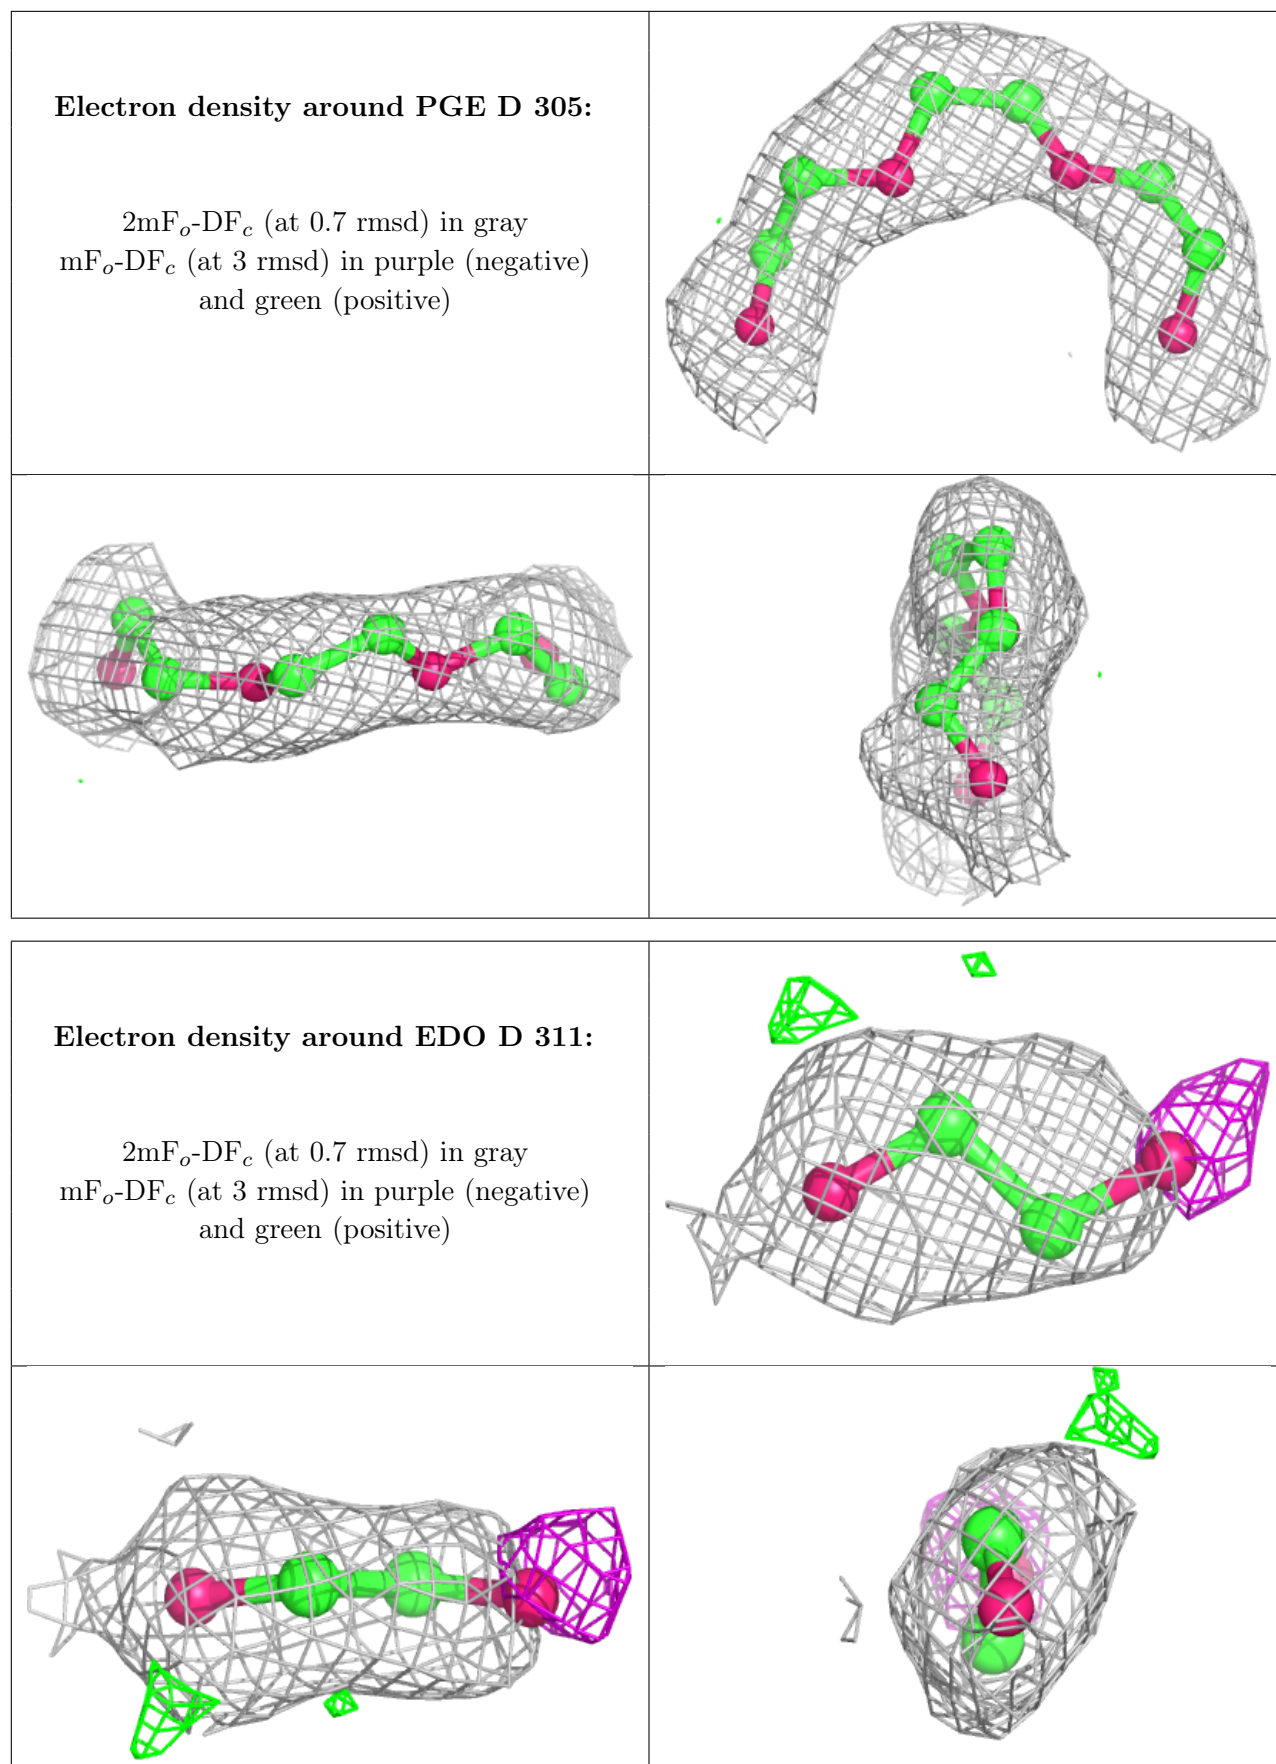 Electron density around PGE D 305:
2mFo-DFc (at 0.7 rmsd) in gray
mFo-DFc (at 3 rmsd) in purple (negative)
and green (positive)
Electron density around EDO D 311:
2mFo-DFc (at 0.7 rmsd) in gray
mFo-DFc (at 3 rmsd) in purple (negative)
and green (positive)